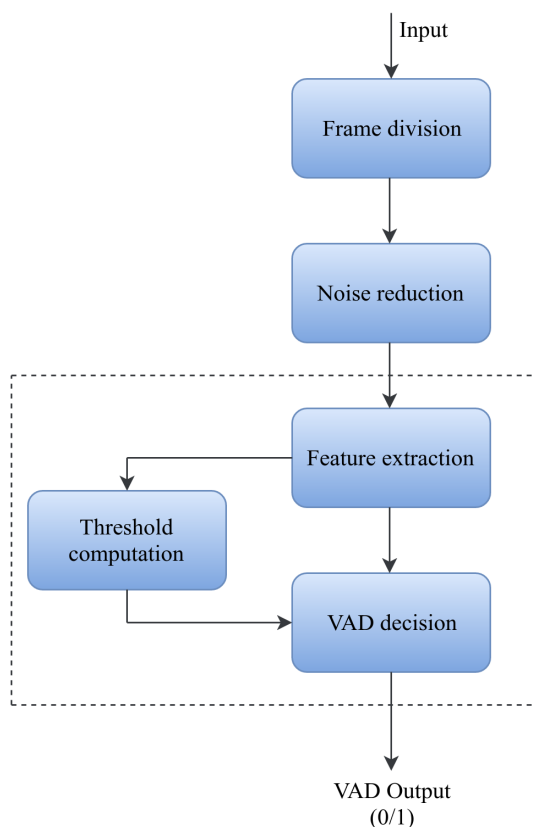 Input
Frame division
Noise reduction
Feature extraction
Threshold
computation
VAD decision
VAD Output
(0/1)